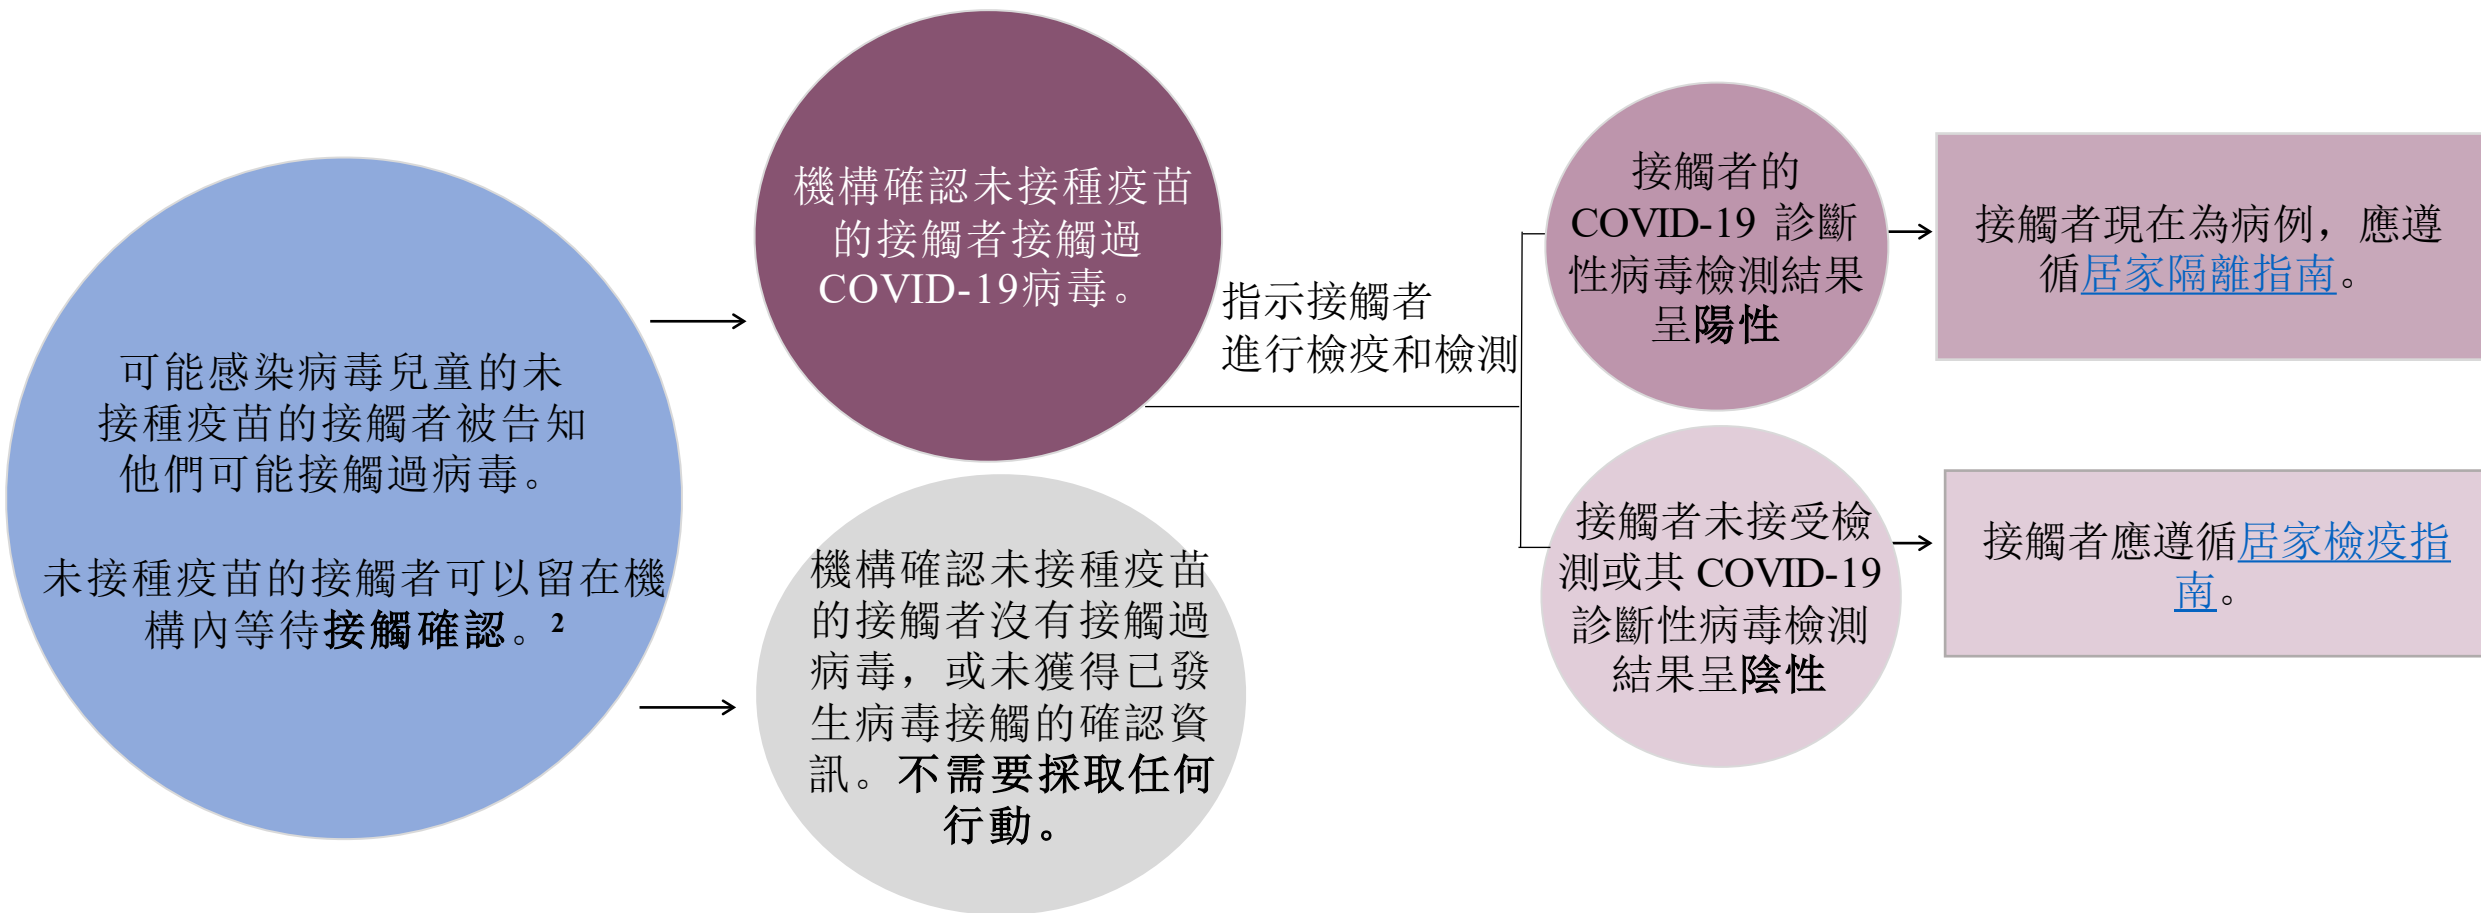 可能感染病毒兒童的未
接種疫苗的接觸者被告知
他們可能接觸過病毒。
未接種疫苗的接觸者可以留在機
構內等待接觸確認。2
機構確認未接種疫苗
的接觸者接觸過
COVID-19病毒。
機構確認未接種疫苗
的接觸者沒有接觸過
病毒，或未獲得已發
生病毒接觸的確認資
訊。不需要採取任何
行動。
指示接觸者
進行檢疫和檢測
接觸者的
COVID-19 診斷
性病毒檢測結果
呈陽性
接觸者現在為病例，應遵
循居家隔離指南。
接觸者未接受檢
測或其 COVID-19
診斷性病毒檢測
結果呈陰性
接觸者應遵循居家檢疫指
南。